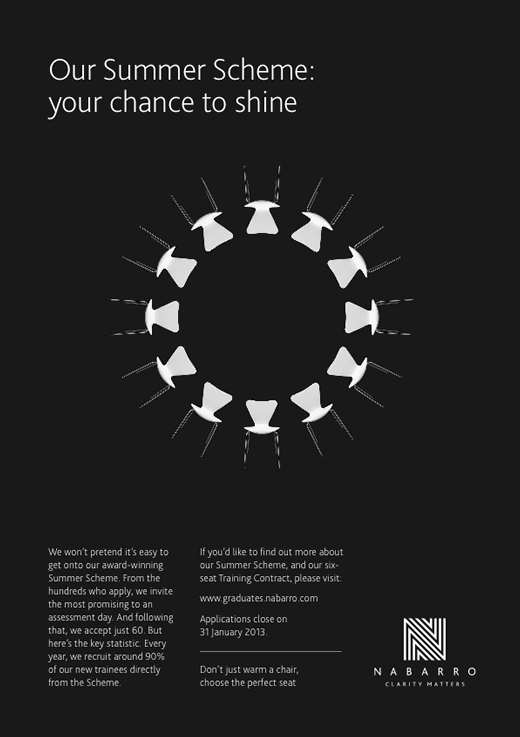 Our Summer Scheme:
your chance to shine
We won't pretend it's easy to
get onto our award-winning
Summer Scheme. From the
hundreds who apply, we invite
the most promising to an
assessment day. And following
that, we accept just 60. But
here's the key statistic. Every
year, we recruit around 90%
of our new trainees directly
from the Scheme.
If you'd like to find out more about
our Summer Scheme, and our six-
seat Training Contract, please visit:
www.graduates.nabarro.com
Applications close on
31 January 2013.
Don't just warm a chair,
choose the perfect seat
NABARRO
CLARITY MATTERS